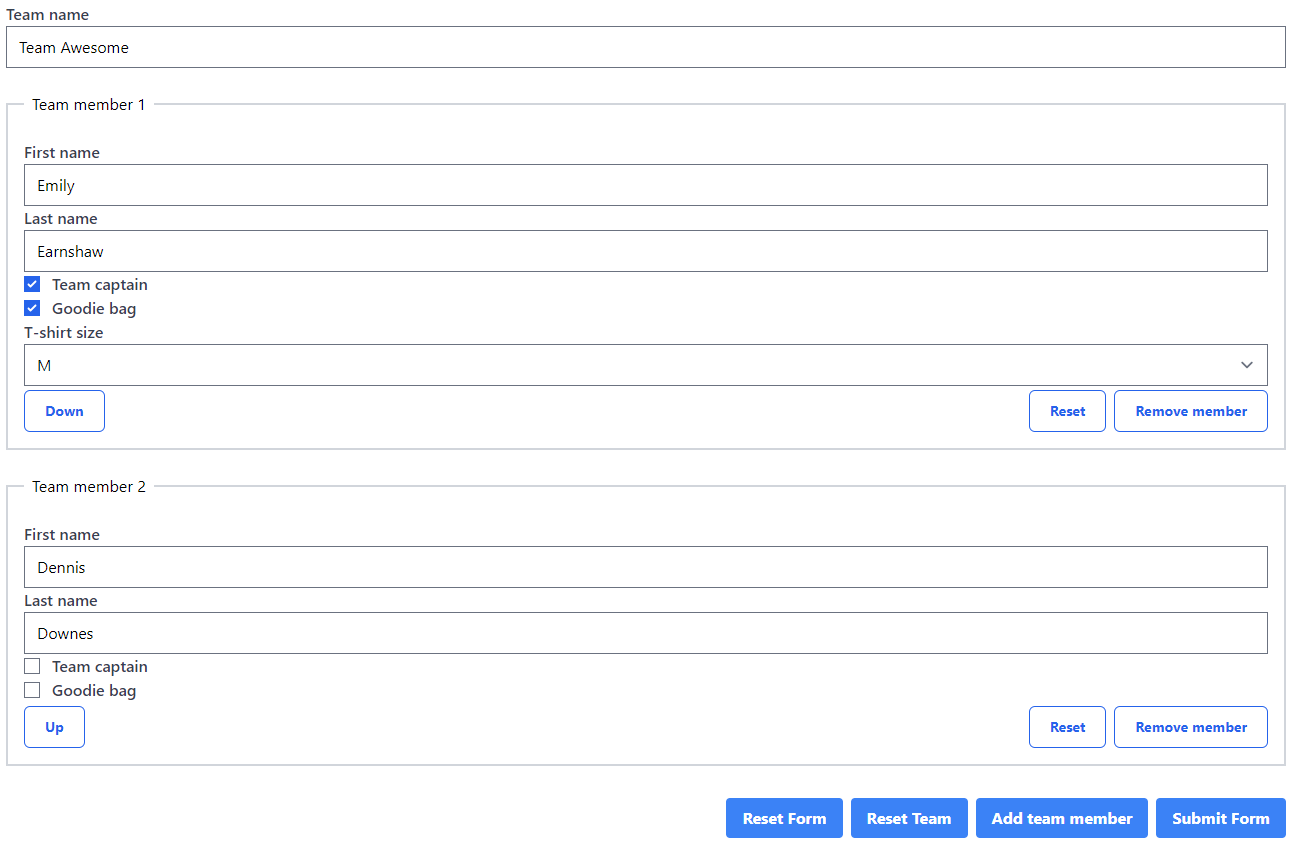 Team name
Team Awesome
Team member 1
First name
Emily
Last name
Earnshaw
Team captain
Goodie bag
T-shirt size
M
Down Reset Remove member
Team member 2
First name
Dennis
Last name
Downes
Team captain
Goodie bag
Up Reset Remove member
Reset Form Reset Team Add team member Submit Form